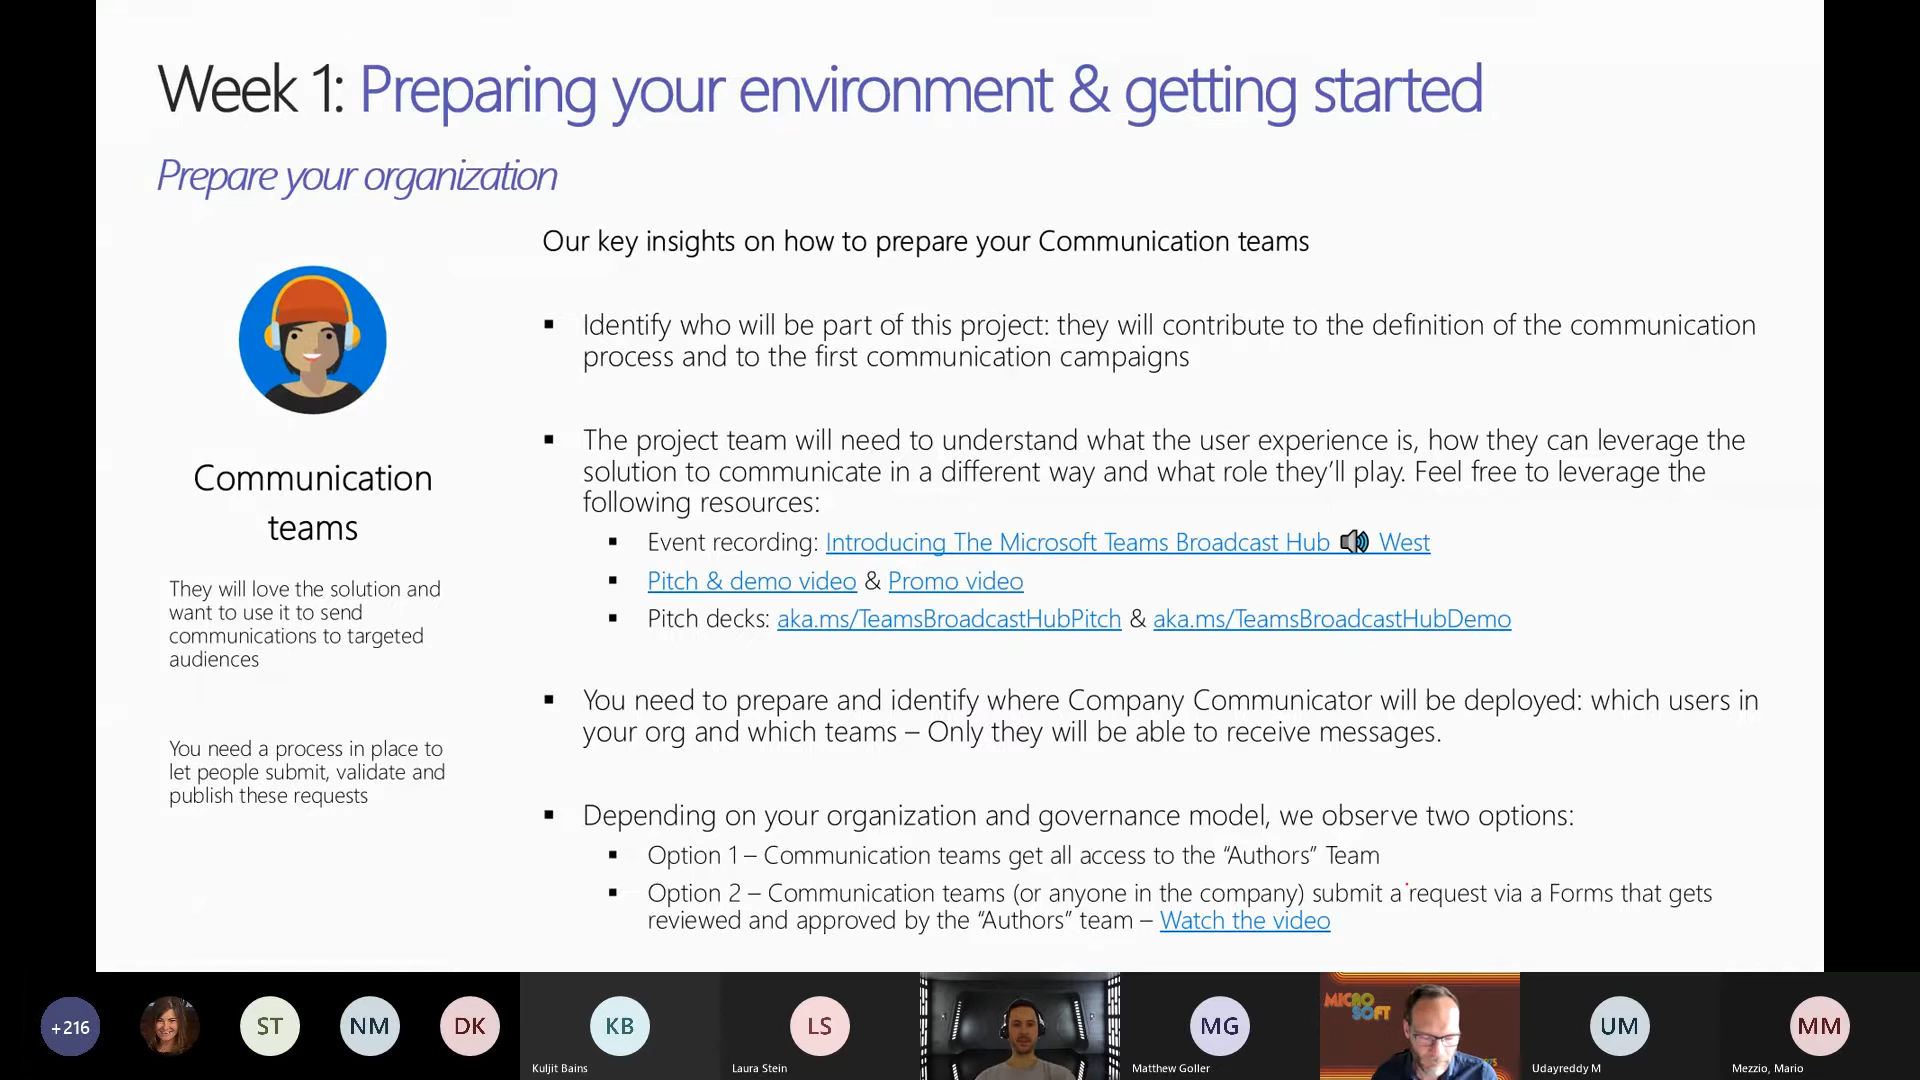 Week 1: Preparing your environment & getting started
Prepare your organization
Our key insights on how to prepare your Communication teams
Communication
teams
They will love the solution and
want to use it to send
communications to targeted
audiences
You need a process in place to
let people submit, validate and
publish these requests
▪ Identify who will be part of this project: they will contribute to the definition of the communication
process and to the first communication campaigns
▪ The project team will need to understand what the user experience is, how they can leverage the
solution to communicate in a different way and what role they'll play. Feel free to leverage the
following resources:
▪ Event recording: Introducing The Microsoft Teams Broadcast Hub 🔊 West
▪ Pitch & demo video & Promo video
▪ Pitch decks: aka.ms/TeamsBroadcastHubPitch & aka.ms/TeamsBroadcastHubDemo
▪ You need to prepare and identify where Company Communicator will be deployed: which users in
your org and which teams – Only they will be able to receive messages.
▪ Depending on your organization and governance model, we observe two options:
▪ Option 1 – Communication teams get all access to the “Authors” Team
▪ Option 2 – Communication teams (or anyone in the company) submit a request via a Forms that gets
reviewed and approved by the “Authors” team – Watch the video
+216
ST
NM
DK
KB
Kuljit Bains
LS
Laura Stein
MG
Matthew Goller
MICRO
SOFT
UM
Udayreddy M
MM
Mezzio, Mario